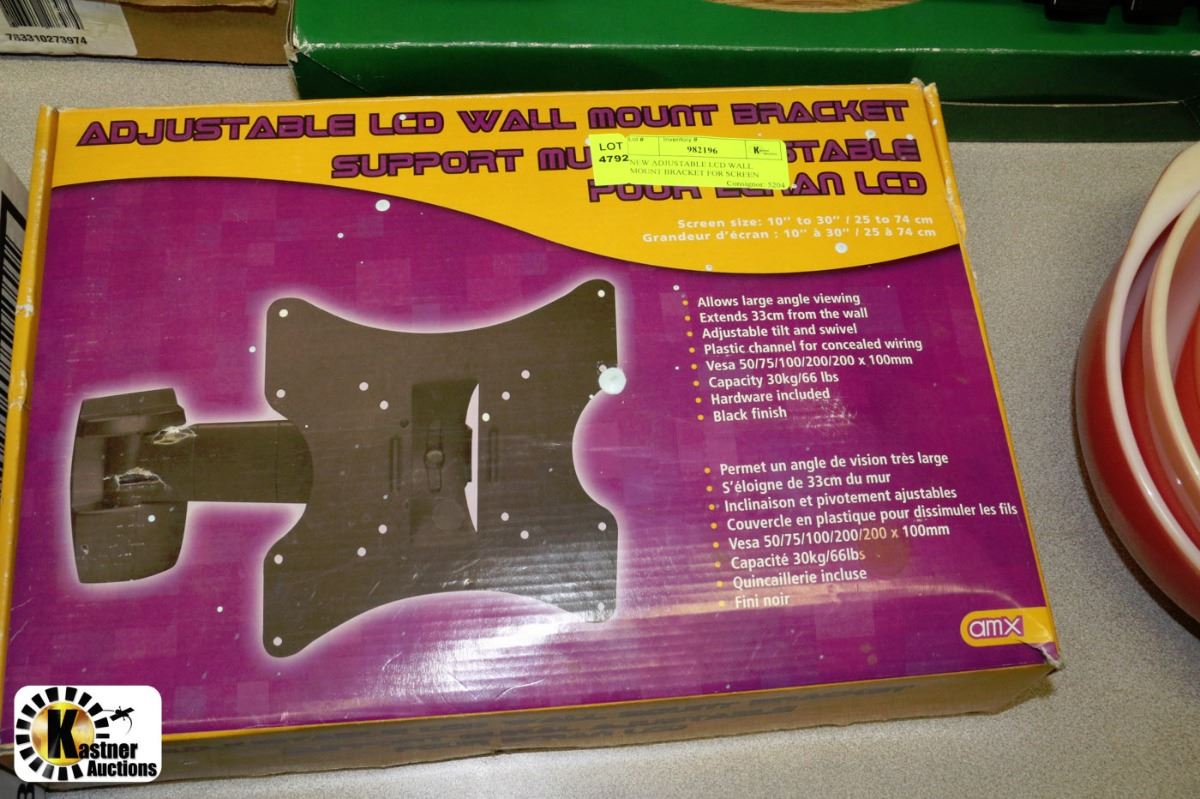 783310273974
ADJUSTABLE LCD WALL MOUNT BRACKET
SUPPORT MU STABLE
POUR ECRAN LCD
LOT
4792
Lot #
Inventory #
982196
Kastner
NEW ADJUSTABLE LCD WALL
MOUNT BRACKET FOR SCREEN
Consignor: 5204
Screen size: 10" to 30" / 25 to 74 cm
Grandeur d'écran : 10" à 30" / 25 à 74 cm
• Allows large angle viewing
• Extends 33cm from the wall
• Adjustable tilt and swivel
• Plastic channel for concealed wiring
• Vesa 50/75/100/200/200 x 100mm
• Capacity 30kg/66 lbs
• Hardware included
• Black finish
• Permet un angle de vision très large
• S'éloigne de 33cm du mur
• Inclinaison et pivotement ajustables
• Couvercle en plastique pour dissimuler les fils
• Vesa 50/75/100/200/200 x 100mm
• Capacité 30kg/66lbs
• Quincaillerie incluse
• Fini noir
amx
Kastner
Auctions